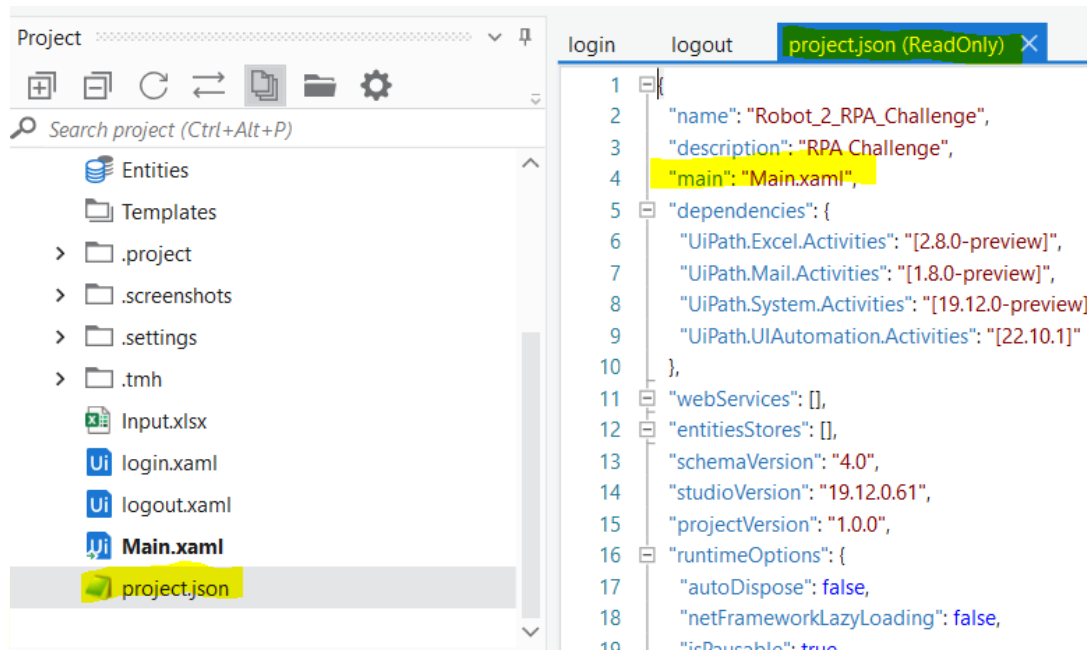 Project
Search project (Ctrl+Alt+P)
Entities
Templates
.project
.screenshots
.settings
.tmh
Input.xlsx
login.xaml
logout.xaml
Main.xaml
project.json
login logout project.json (ReadOnly)
1 {
2 "name": "Robot_2_RPA_Challenge",
3 "description": "RPA Challenge",
4 "main": "Main.xaml",
5 "dependencies": {
6 "UiPath.Excel.Activities": "[2.8.0-preview]",
7 "UiPath.Mail.Activities": "[1.8.0-preview]",
8 "UiPath.System.Activities": "[19.12.0-preview]
9 "UiPath.UIAutomation.Activities": "[22.10.1]"
10 },
11 "webServices": [],
12 "entitiesStores": [],
13 "schemaVersion": "4.0",
14 "studioVersion": "19.12.0.61",
15 "projectVersion": "1.0.0",
16 "runtimeOptions": {
17 "autoDispose": false,
18 "netFrameworkLazyLoading": false,
19 "isPausable": true